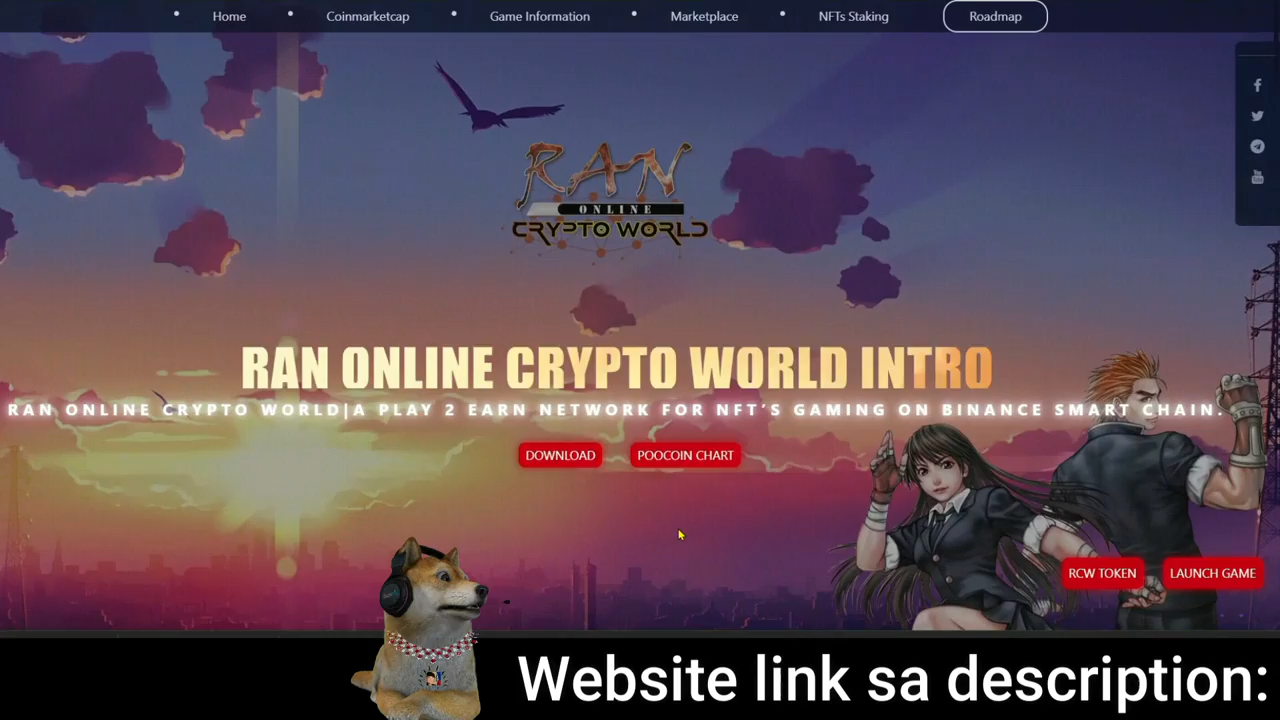 Home
Coinmarketcap
Game Information
Marketplace
NFTs Staking
Roadmap
RAN
ONLINE
CRYPTO WORLD
RAN ONLINE CRYPTO WORLD INTRO
RAN ONLINE CRYPTO WORLD|A PLAY 2 EARN NETWORK FOR NFT'S GAMING ON BINANCE SMART CHAIN.
DOWNLOAD
POOCOIN CHART
RCW TOKEN
LAUNCH GAME
Website link sa description: